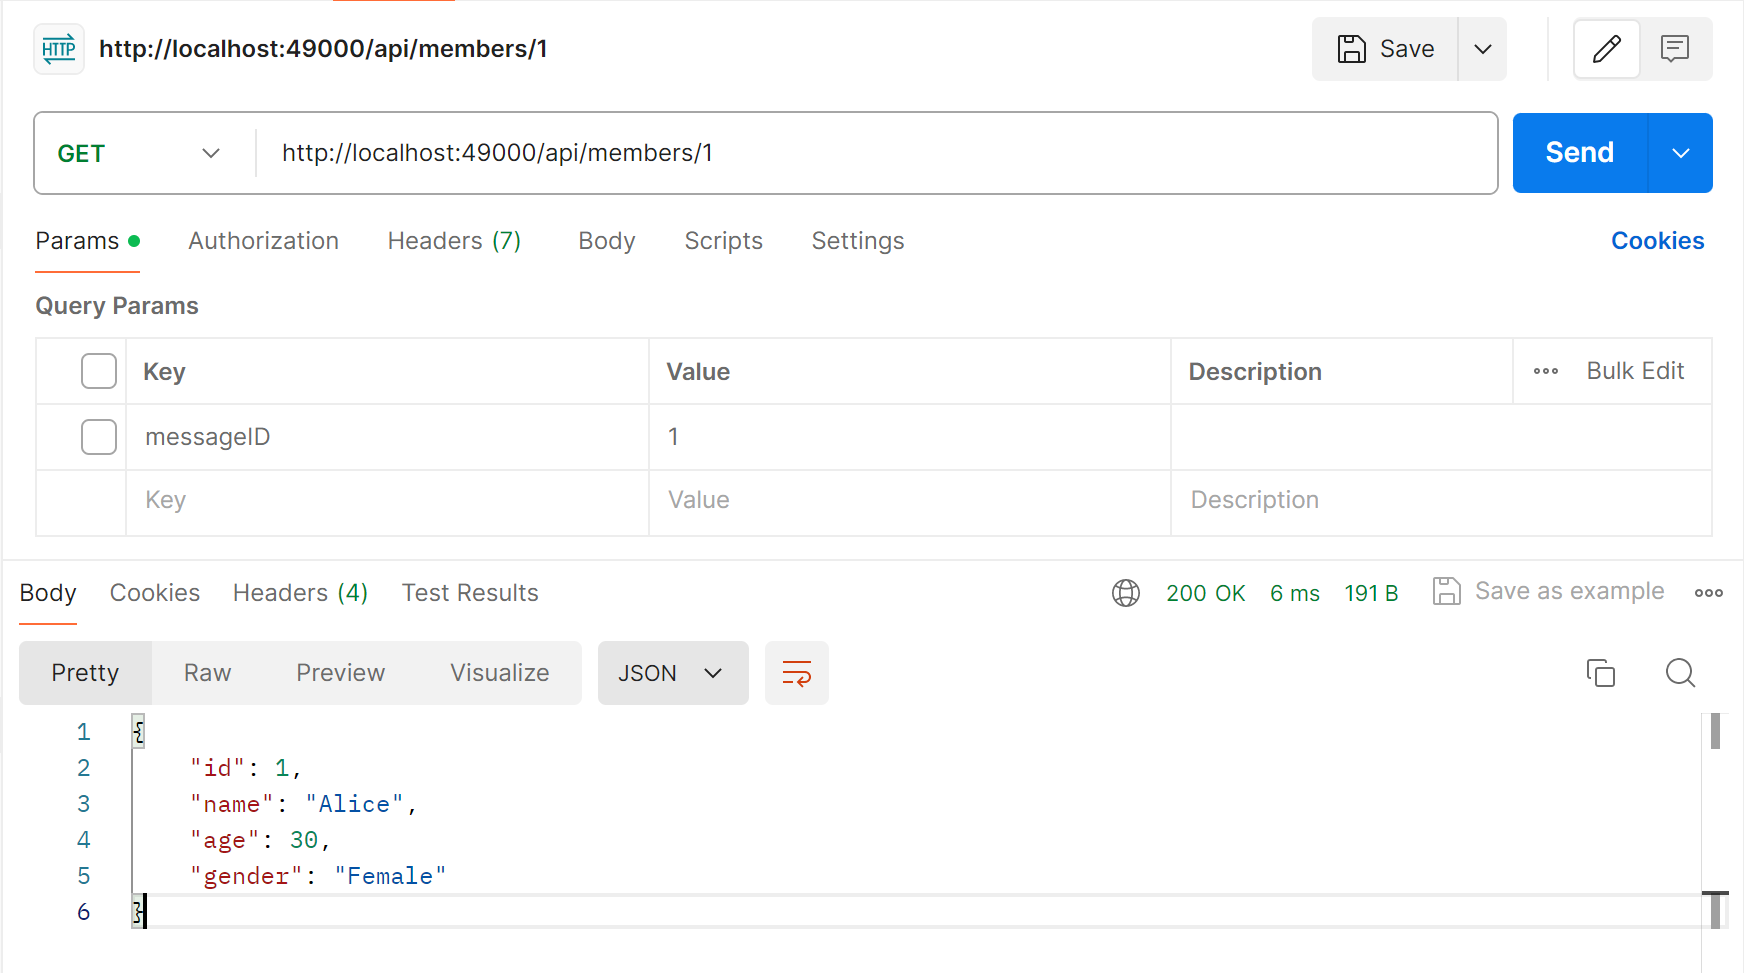 HTTP http://localhost:49000/api/members/1 Save
GET http://localhost:49000/api/members/1 Send
Params Authorization Headers (7) Body Scripts Settings Cookies
Query Params
Key Value Description Bulk Edit
messageID 1
Key Value Description
Body Cookies Headers (4) Test Results 200 OK 6 ms 191 B Save as example
Pretty Raw Preview Visualize JSON
1 {
2 "id": 1,
3 "name": "Alice",
4 "age": 30,
5 "gender": "Female"
6 }